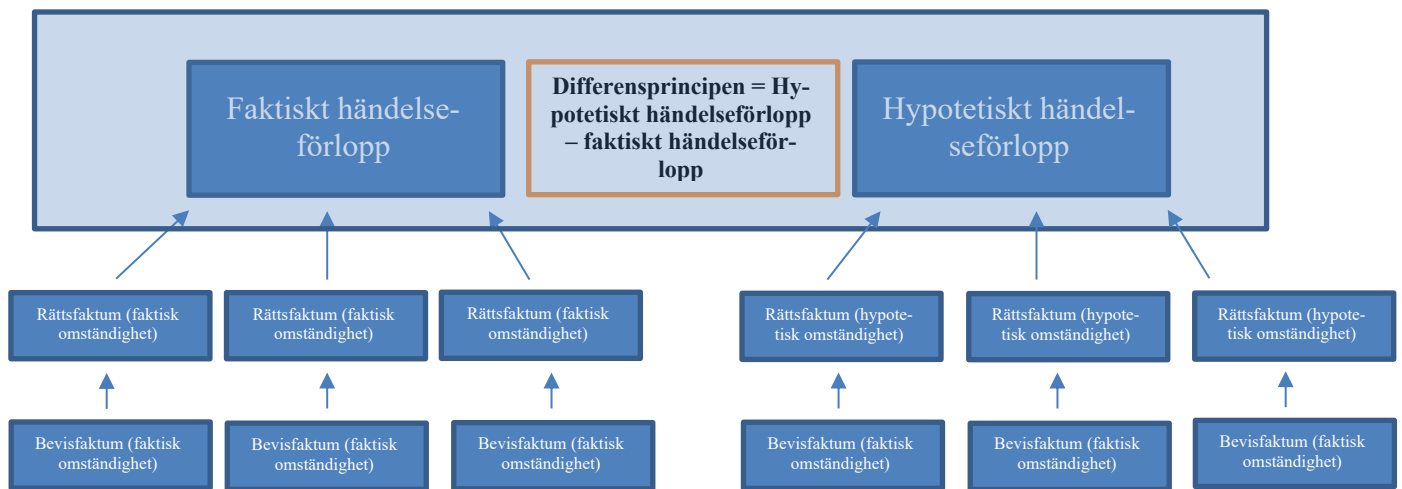 Faktiskt händelse-
förlopp
Differensprincipen = Hy-
potetiskt händelseförlopp
– faktiskt händelseför-
lopp
Hypotetiskt händel-
seförlopp
Rättsfaktum (faktisk
omständighet)
Rättsfaktum (faktisk
omständighet)
Rättsfaktum (faktisk
omständighet)
Rättsfaktum (hypote-
tisk omständighet)
Rättsfaktum (hypote-
tisk omständighet)
Rättsfaktum (hypote-
tisk omständighet)
Bevisfaktum (faktisk
omständighet)
Bevisfaktum (faktisk
omständighet)
Bevisfaktum (faktisk
omständighet)
Bevisfaktum (faktisk
omständighet)
Bevisfaktum (faktisk
omständighet)
Bevisfaktum (faktisk
omständighet)